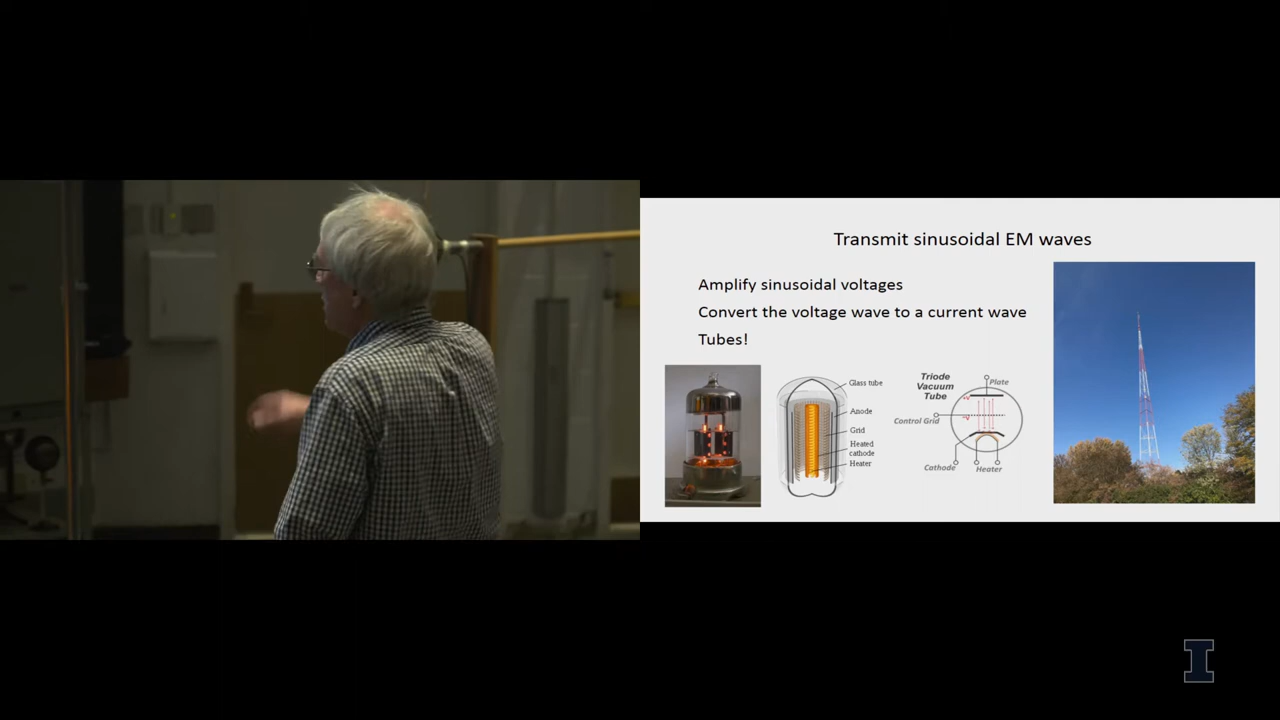 Transmit sinusoidal EM waves
Amplify sinusoidal voltages
Convert the voltage wave to a current wave
Tubes!
Glass tube
Anode
Grid
Heated
cathode
Heater
Triode
Vacuum
Tube
Plate
Control Grid
Cathode
Heater
I